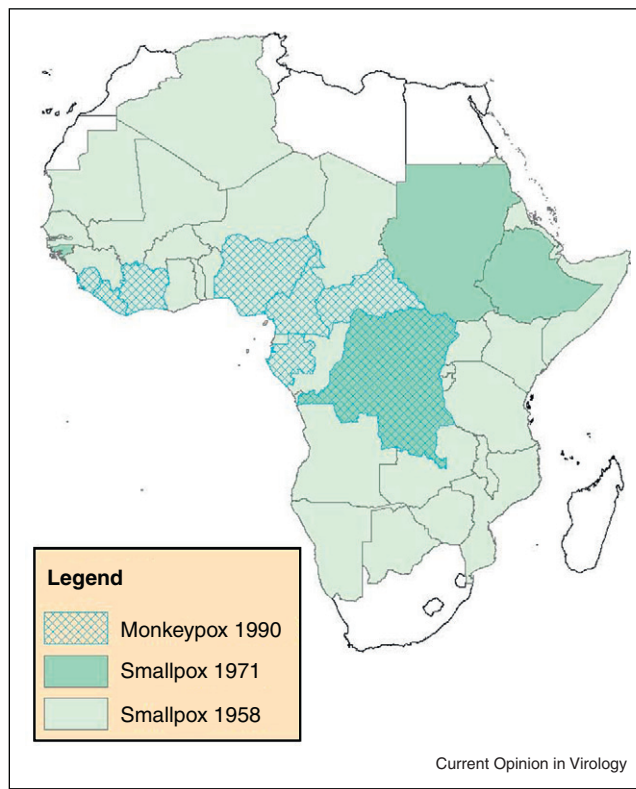 Legend
Monkeypox 1990
Smallpox 1971
Smallpox 1958
Current Opinion in Virology